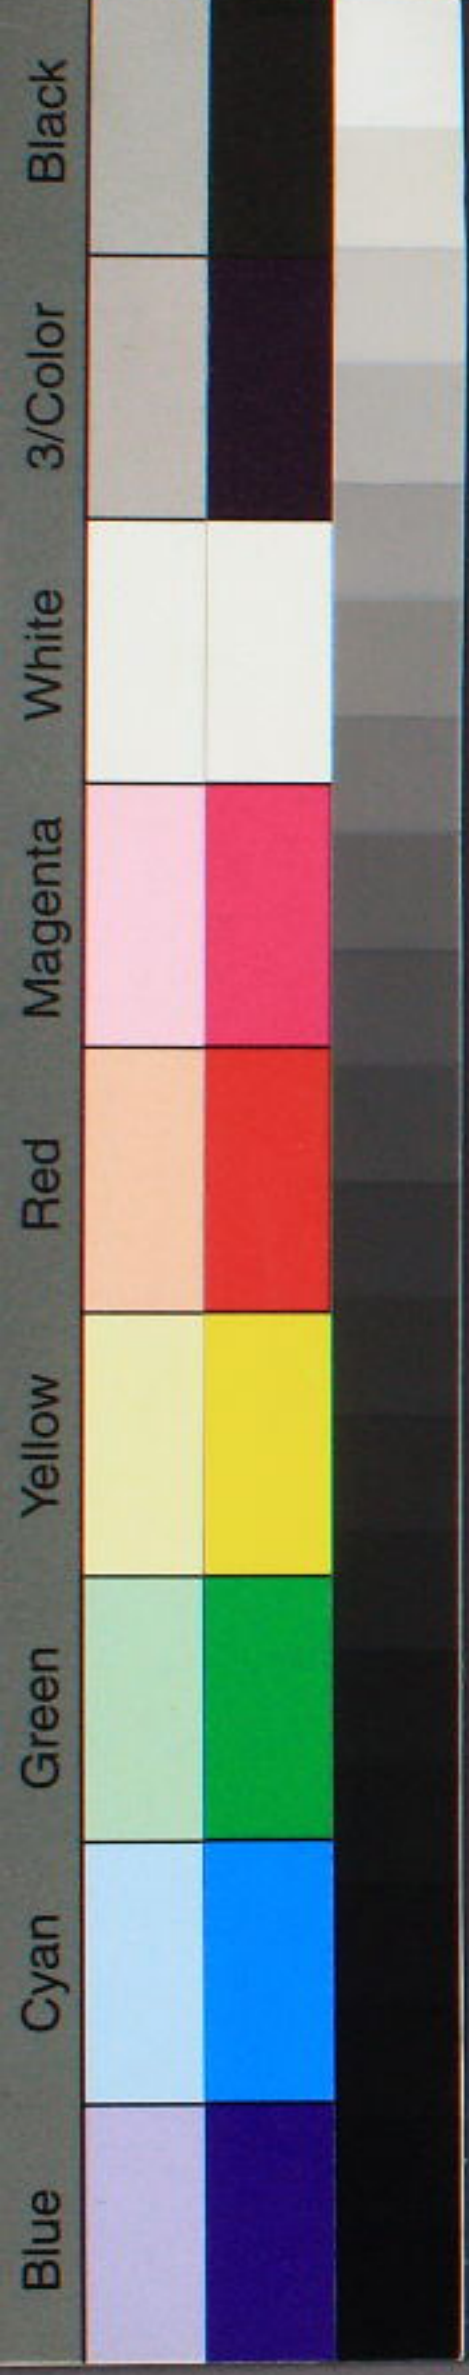 Black
3/Color
White
Magenta
Red
Yellow
Green
Cyan
Blue